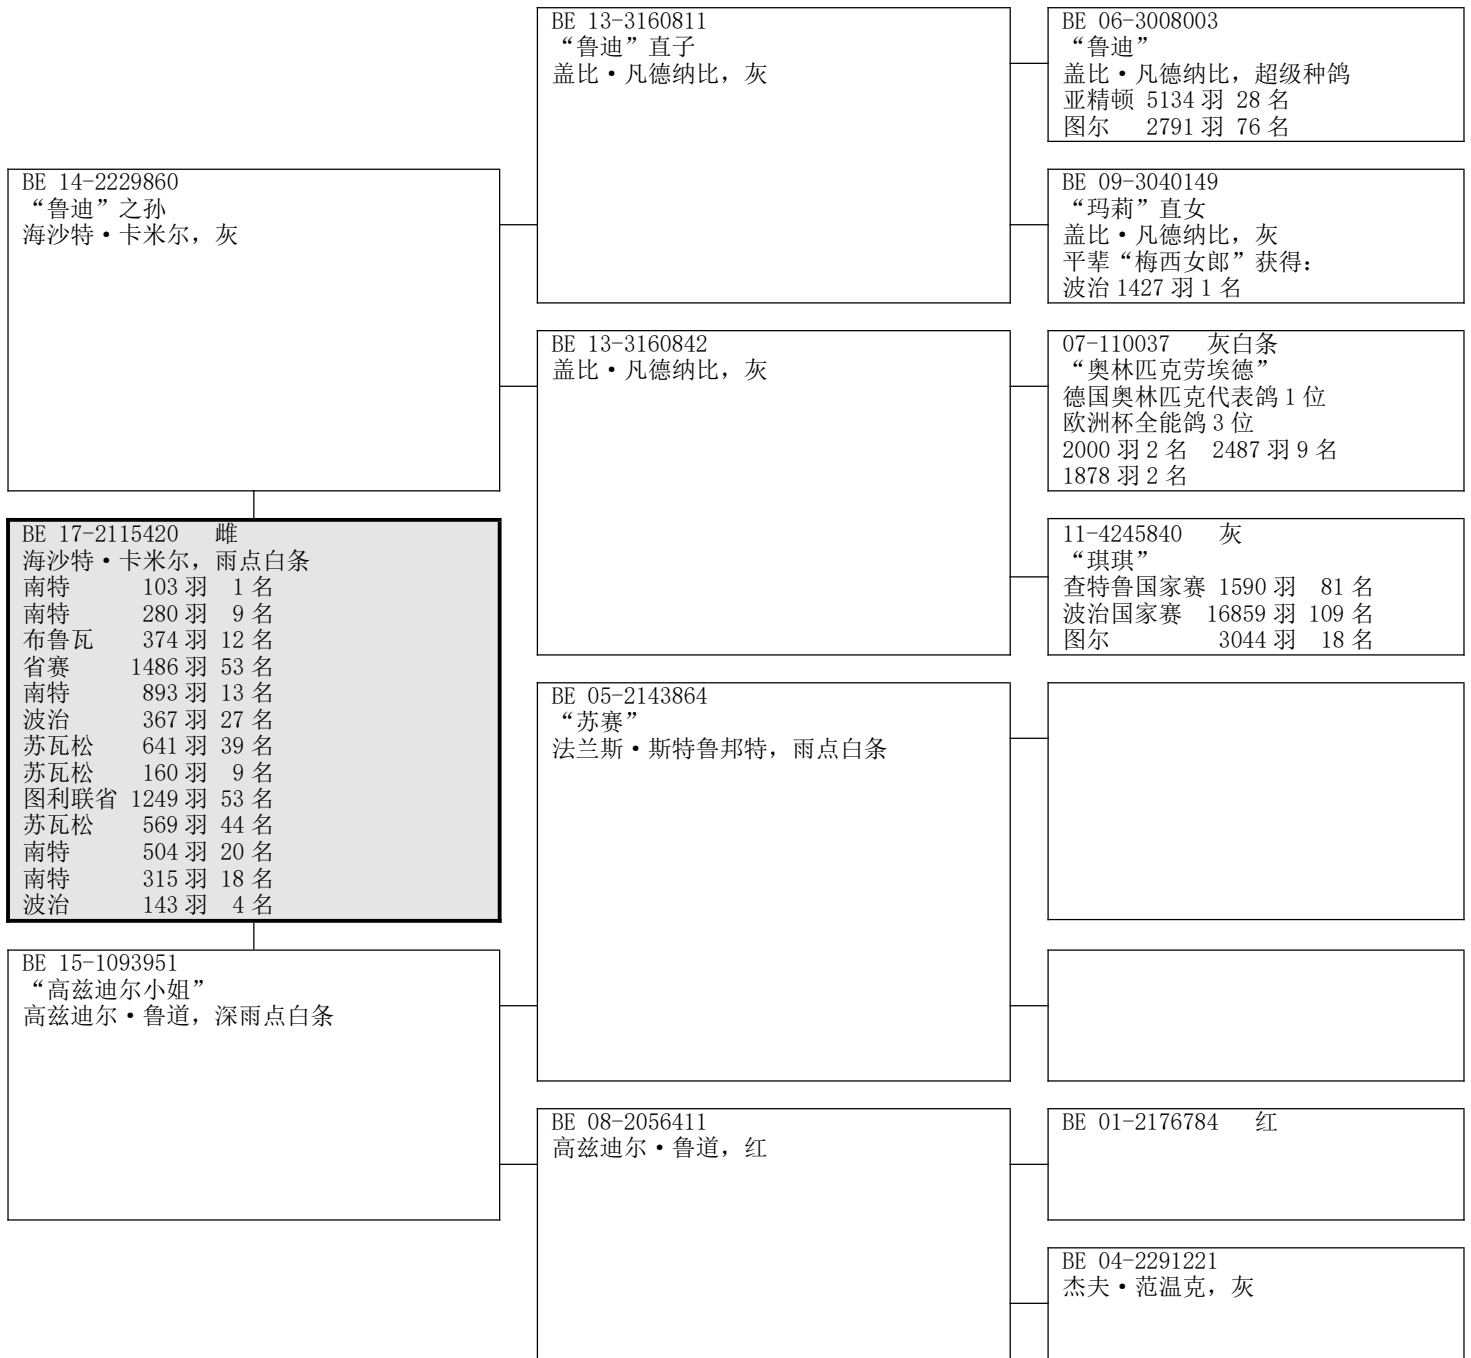 BE 13-3160811
“鲁迪”直子
盖比·凡德纳比，灰
BE 06-3008003
“鲁迪”
盖比·凡德纳比，超级种鸽
亚精顿 5134 羽 28 名
图尔 2791 羽 76 名
BE 14-2229860
“鲁迪”之孙
海沙特·卡米尔，灰
BE 09-3040149
“玛莉”直女
盖比·凡德纳比，灰
平辈“梅西女郎”获得：
波治 1427 羽 1 名
BE 13-3160842
盖比·凡德纳比，灰
07-110037 灰白条
“奥林匹克劳埃德”
德国奥林匹克代表鸽 1 位
欧洲杯全能鸽 3 位
2000 羽 2 名 2487 羽 9 名
1878 羽 2 名
BE 17-2115420 雌
海沙特·卡米尔，雨点白条
南特 103 羽 1 名
南特 280 羽 9 名
布鲁瓦 374 羽 12 名
省赛 1486 羽 53 名
南特 893 羽 13 名
波治 367 羽 27 名
苏瓦松 641 羽 39 名
苏瓦松 160 羽 9 名
图利联省 1249 羽 53 名
苏瓦松 569 羽 44 名
南特 504 羽 20 名
南特 315 羽 18 名
波治 143 羽 4 名
11-4245840 灰
“琪琪”
查特鲁国家赛 1590 羽 81 名
波治国家赛 16859 羽 109 名
图尔 3044 羽 18 名
BE 05-2143864
“苏赛”
法兰斯·斯特鲁邦特，雨点白条
BE 15-1093951
“高兹迪尔小姐”
高兹迪尔·鲁道，深雨点白条
BE 08-2056411
高兹迪尔·鲁道，红
BE 01-2176784 红
BE 04-2291221
杰夫·范温克，灰